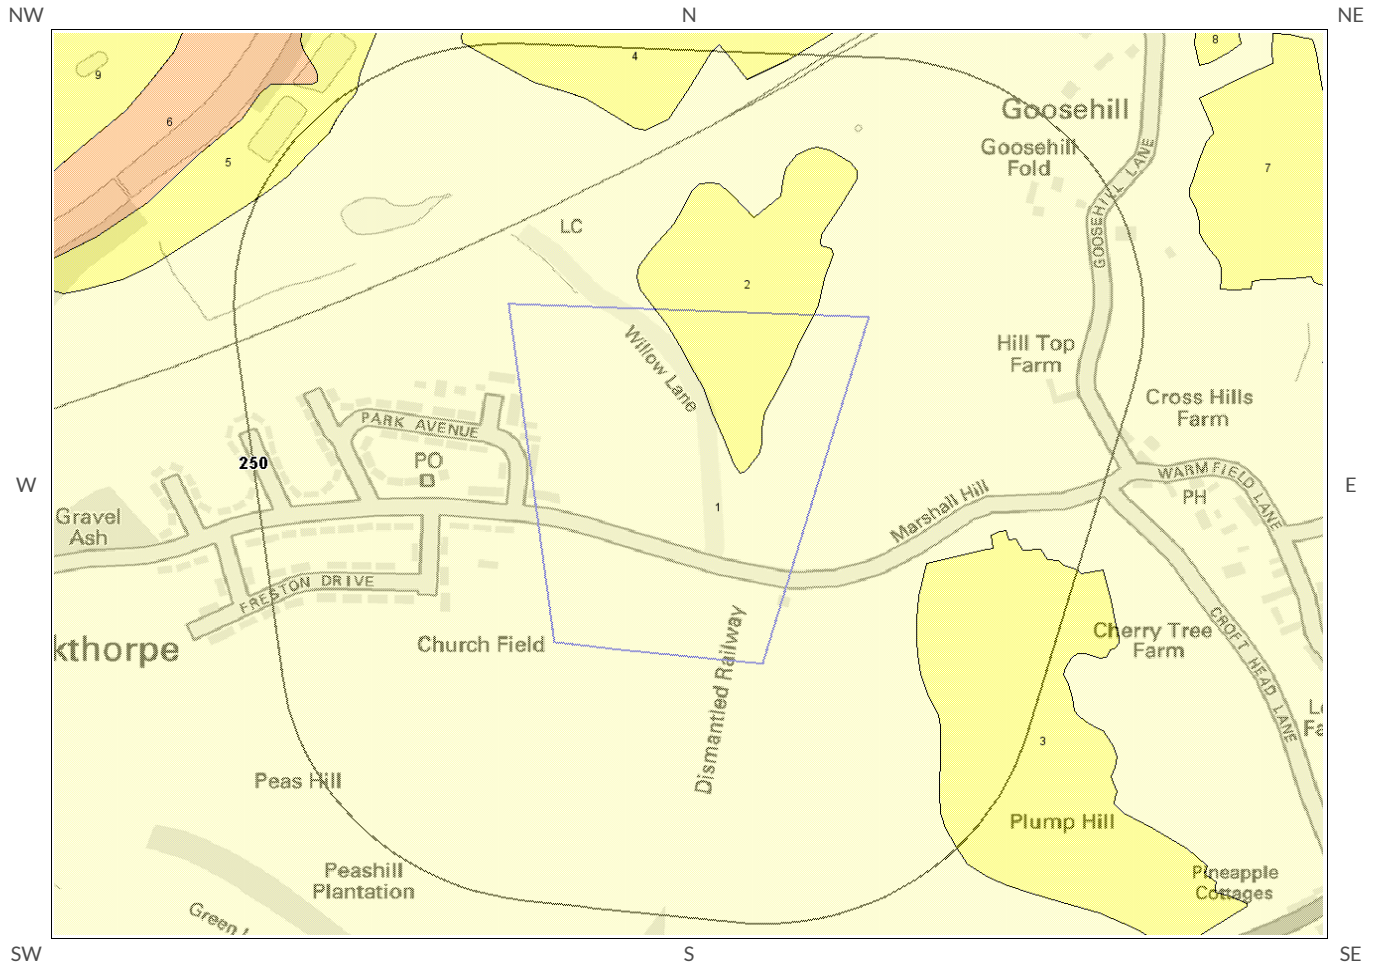 NW
N
NE
4
8
9
6
5
7
Goosehill
Goosehill
Fold
GOOSEHILL LANE
LC
2
Willow Lane
Hill Top
Farm
Cross Hills
Farm
PARK AVENUE
PO
250
W
E
WARMFIELD LANE
PH
Marshall Hill
1
Gravel
Ash
FRESTON DRIVE
kthorpe
Church Field
Dismantled Railway
Cherry Tree
Farm
CROFT HEAD LANE
L
Fa
3
Peas Hill
Plump Hill
Peashill
Plantation
Pineapple
Cottages
Green
SW
S
SE